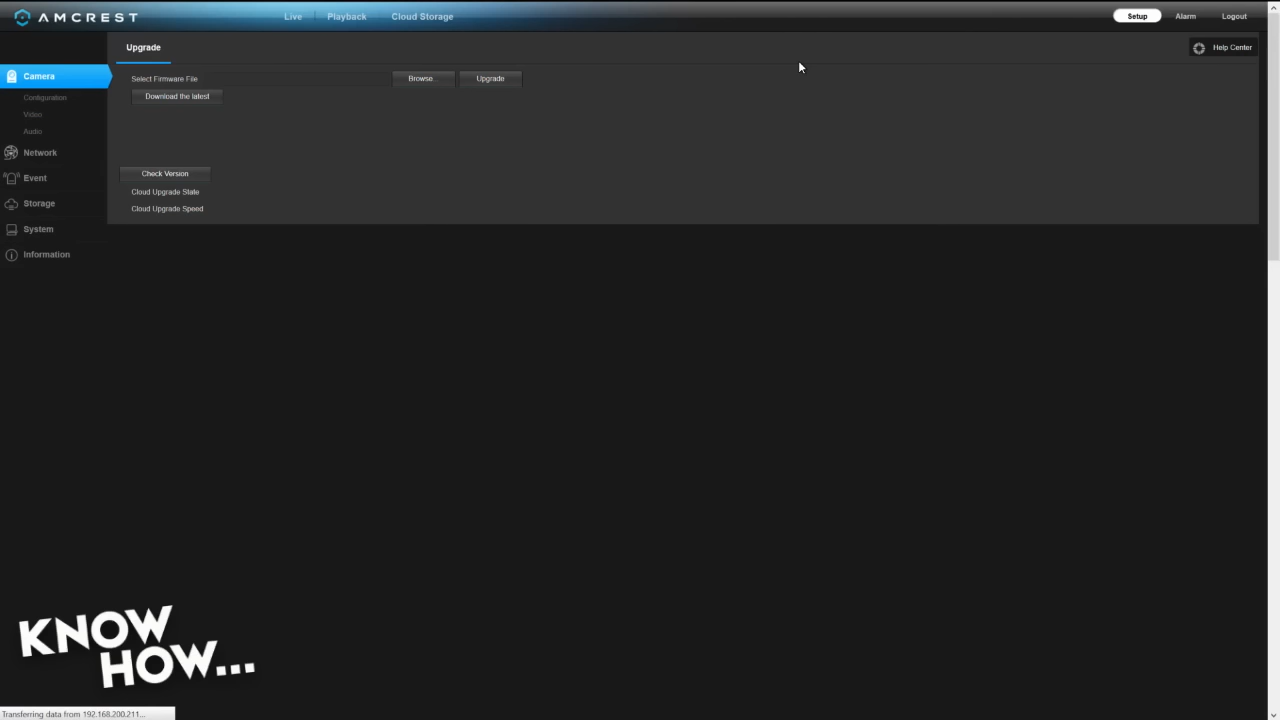 AMCREST
Live
Playback
Cloud Storage
Setup
Alarm
Logout
Upgrade
Help Center
Camera
Configuration
Video
Audio
Network
Event
Storage
System
Information
Select Firmware File
Browse...
Upgrade
Download the latest
Check Version
Cloud Upgrade State
Cloud Upgrade Speed
KNOW
HOW...
Transferring data from 192.168.200.211...